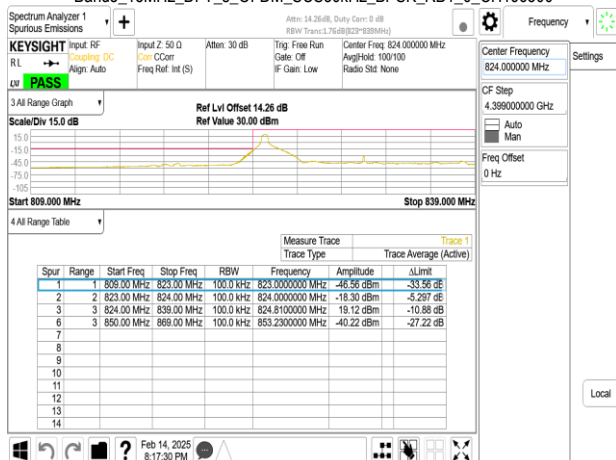 Spectrum Analyzer 1
Spurious Emissions
Attn: 14.26dB, Duty Corr: 0 dB
RBW Trans:1.76dB(823~839MHz)
Frequency
KEYSIGHT
Input: RF
Coupling: DC
Align: Auto
Input Z: 50 Ω
Corr CCorr
Freq Ref: Int (S)
Atten: 30 dB
Trig: Free Run
Gate: Off
IF Gain: Low
Center Freq: 824.000000 MHz
Avg|Hold: 100/100
Radio Std: None
RL
LXI PASS
Center Frequency
824.000000 MHz
Settings
CF Step
4.399000000 GHz
Auto
Man
Freq Offset
0 Hz
3 All Range Graph
Scale/Div 15.0 dB
Ref Lvl Offset 14.26 dB
Ref Value 30.00 dBm
15.0
-15.0
-45.0
-75.0
-105
Start 809.000 MHz
Stop 839.000 MHz
4 All Range Table
Measure Trace Trace 1
Trace Type Trace Average (Active)
Spur Range Start Freq Stop Freq RBW Frequency Amplitude ΔLimit
1 1 809.00 MHz 823.00 MHz 100.0 kHz 823.0000000 MHz -46.56 dBm -33.56 dB
2 2 823.00 MHz 824.00 MHz 100.0 kHz 824.0000000 MHz -18.30 dBm -5.297 dB
3 3 824.00 MHz 839.00 MHz 100.0 kHz 824.8100000 MHz 19.12 dBm -10.88 dB
6 3 850.00 MHz 869.00 MHz 100.0 kHz 853.2300000 MHz -40.22 dBm -27.22 dB
7
8
9
10
11
12
13
14
Local
Feb 14, 2025
8:17:30 PM